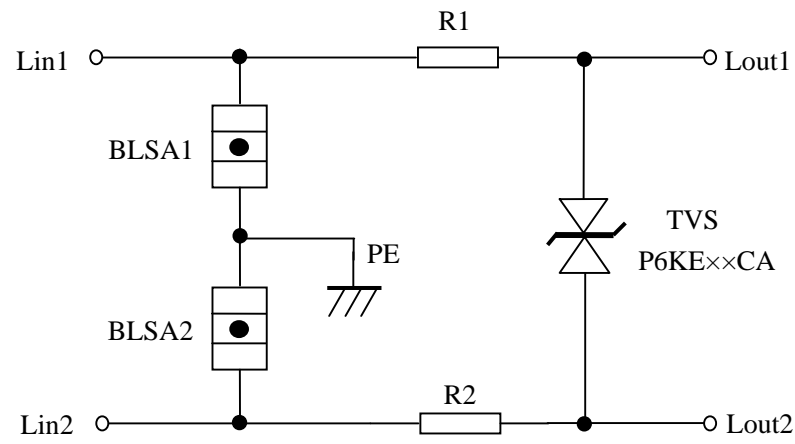 R1
Lin1
Lout1
BLSA1
TVS
PE
P6KE××CA
BLSA2
R2
Lin2
Lout2